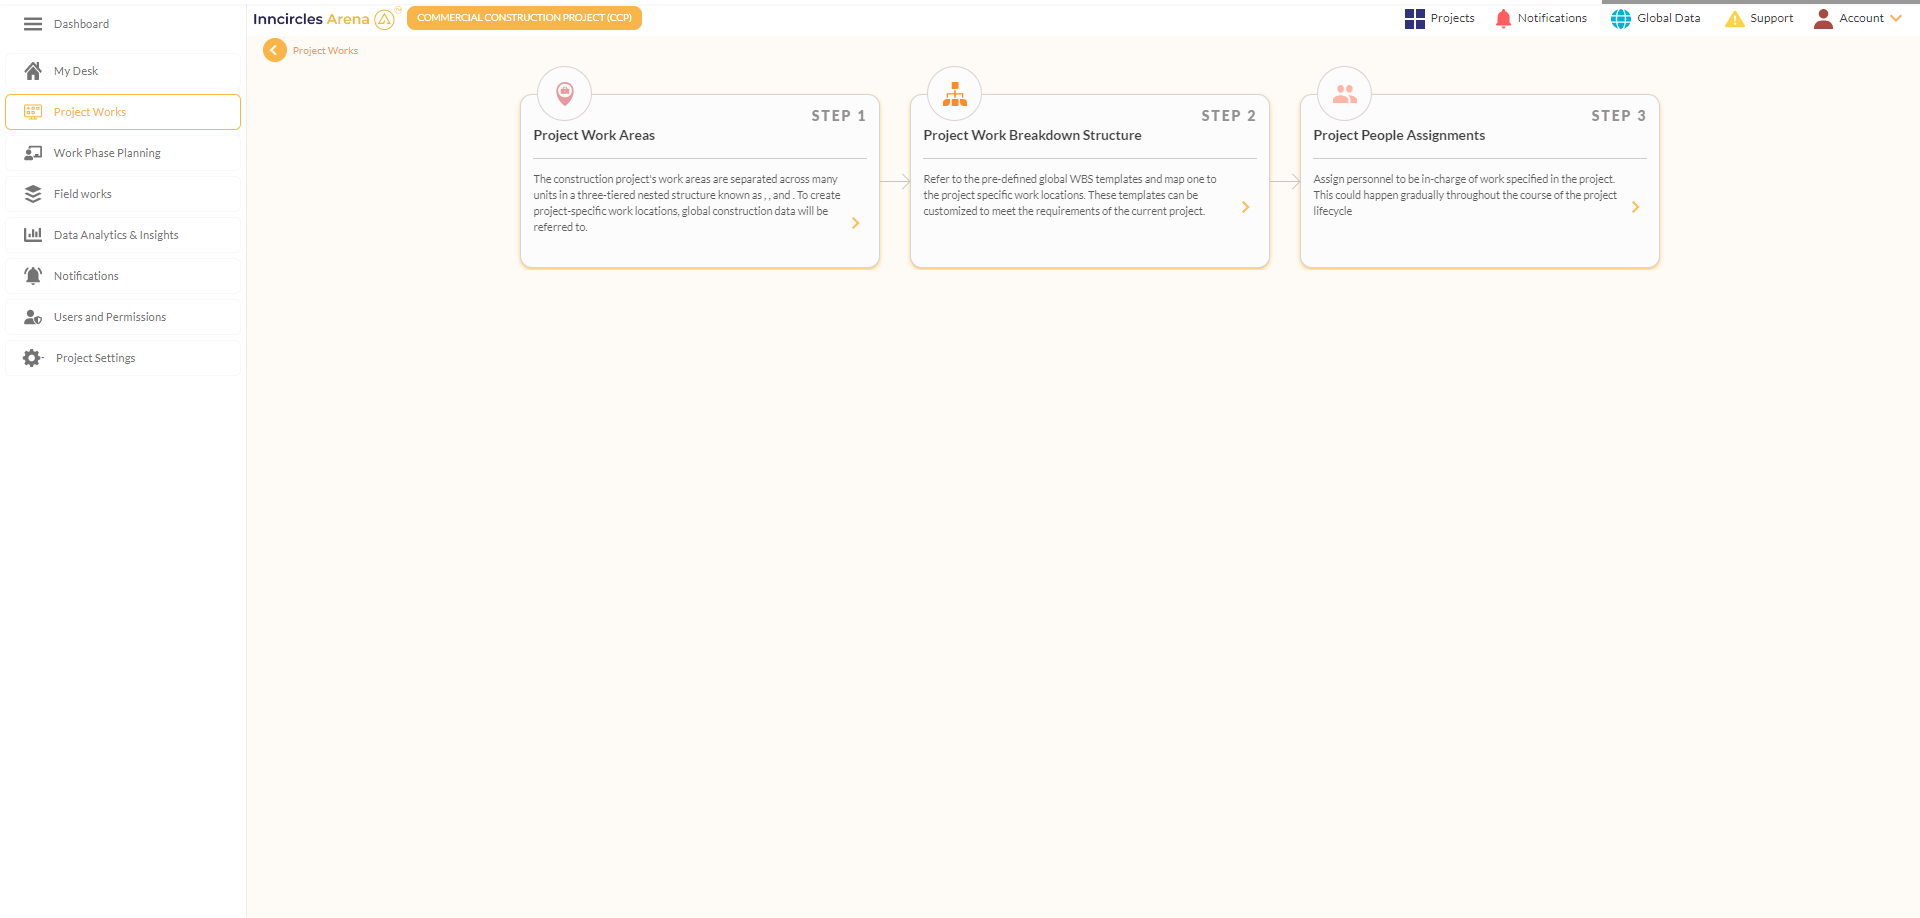 Dashboard
My Desk
Project Works
Work Phase Planning
Field works
Data Analytics & Insights
Notifications
Users and Permissions
Project Settings
Inncircles Arena
COMMERCIAL CONSTRUCTION PROJECT (CCP)
Projects
Notifications
Global Data
Support
Account
Project Works
STEP 1
Project Work Areas
The construction project's work areas are separated across many
units in a three-tiered nested structure known as , , and . To create
project-specific work locations, global construction data will be
referred to.
STEP 2
Project Work Breakdown Structure
Refer to the pre-defined global WBS templates and map one to
the project specific work locations. These templates can be
customized to meet the requirements of the current project.
STEP 3
Project People Assignments
Assign personnel to be in-charge of work specified in the project.
This could happen gradually throughout the course of the project
lifecycle